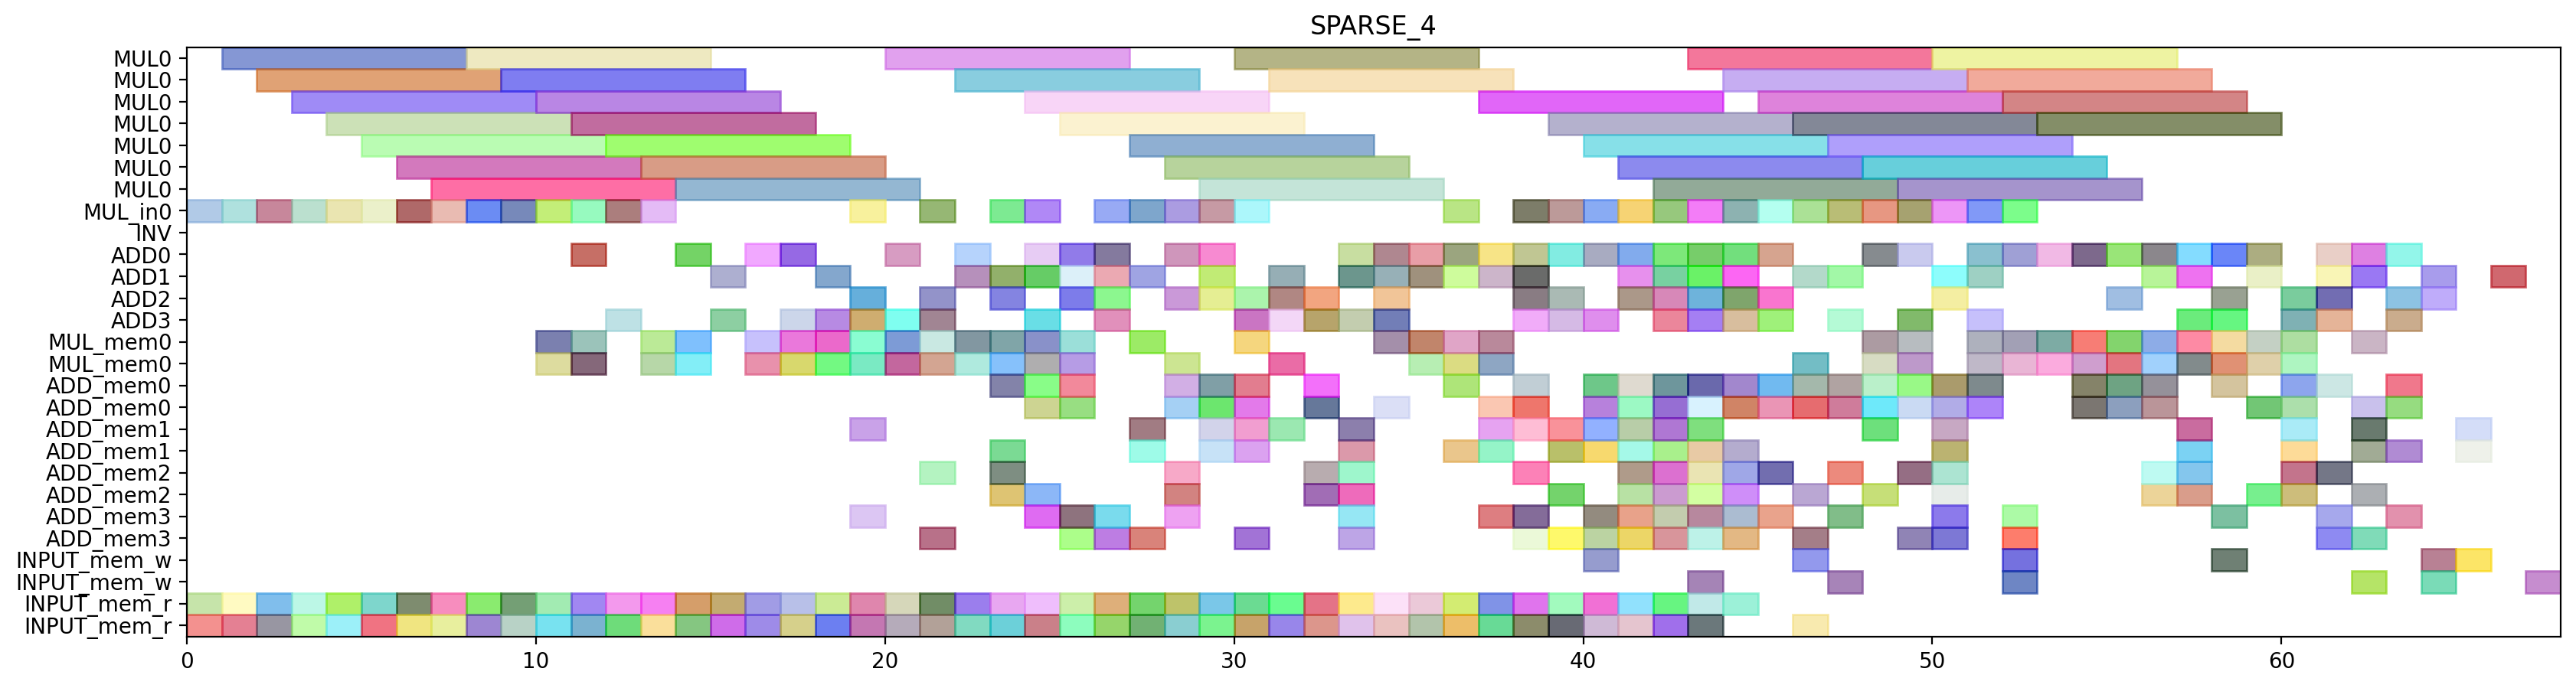 SPARSE_4
MUL0
MUL0
MUL0
MUL0
MUL0
MUL0
MUL0
MUL_in0
INV
ADD0
ADD1
ADD2
ADD3
MUL_mem0
MUL_mem0
ADD_mem0
ADD_mem0
ADD_mem1
ADD_mem1
ADD_mem2
ADD_mem2
ADD_mem3
ADD_mem3
INPUT_mem_w
INPUT_mem_w
INPUT_mem_r
INPUT_mem_r
0 10 20 30 40 50 60